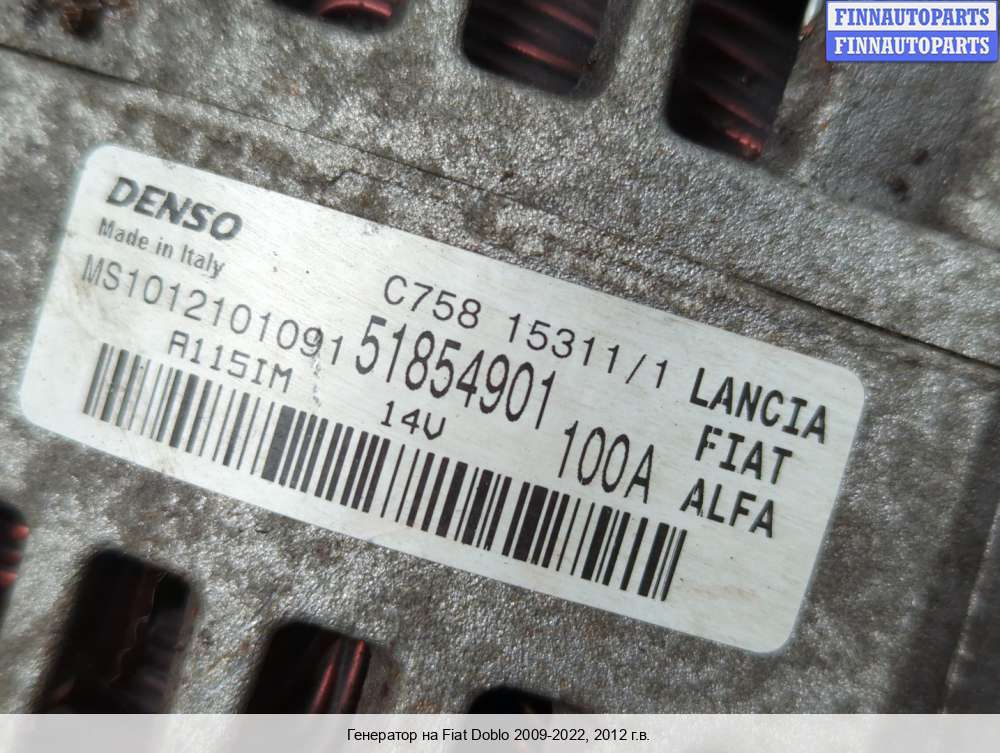 FINNAUTOPARTS
FINNAUTOPARTS
DENSO
Made in Italy
MS1012101091
A115IM
C758 15311/1
51854901
14V
100A
LANCIA
FIAT
ALFA
Генератор на Fiat Doblo 2009-2022, 2012 г.в.